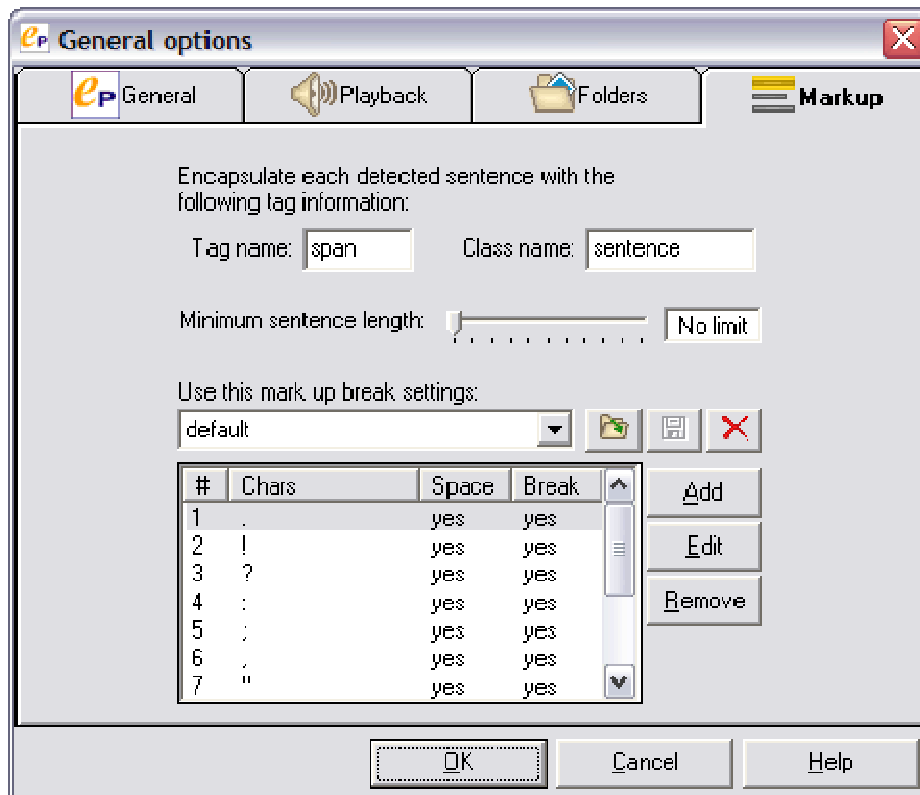 eP General options
eP General Playback Folders Markup
Encapsulate each detected sentence with the
following tag information:
Tag name: span Class name: sentence
Minimum sentence length: No limit
Use this mark up break settings:
default
# Chars Space Break
1 . yes yes
2 ! yes yes
3 ? yes yes
4 : yes yes
5 ; yes yes
6 , yes yes
7 " yes yes
Add
Edit
Remove
OK Cancel Help